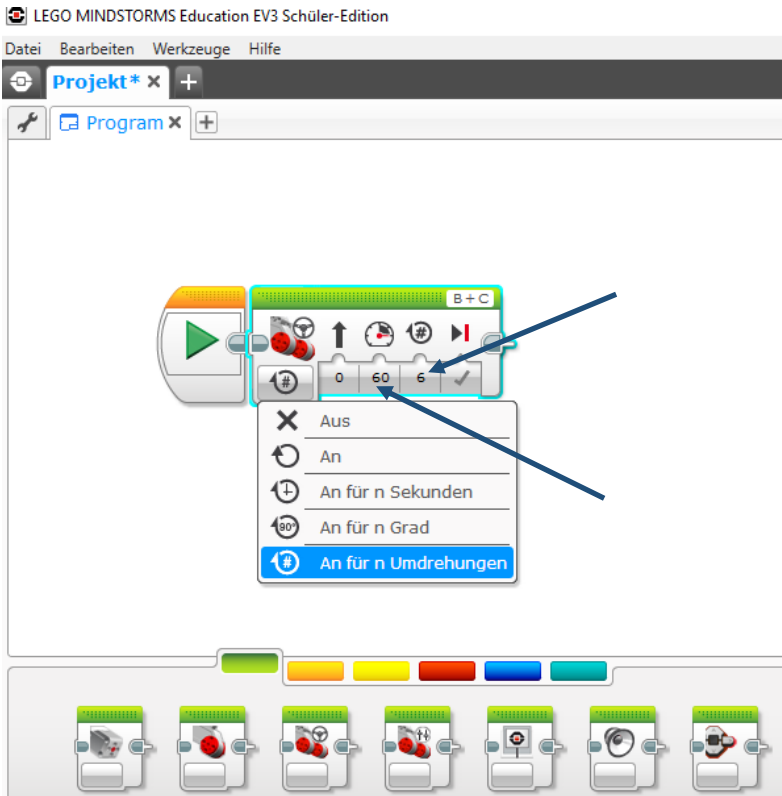 LEGO MINDSTORMS Education EV3 Schüler-Edition
Datei Bearbeiten Werkzeuge Hilfe
Projekt* × +
Program × +
B + C
#
# 0 60 6
Aus
An
An für n Sekunden
90° An für n Grad
# An für n Umdrehungen